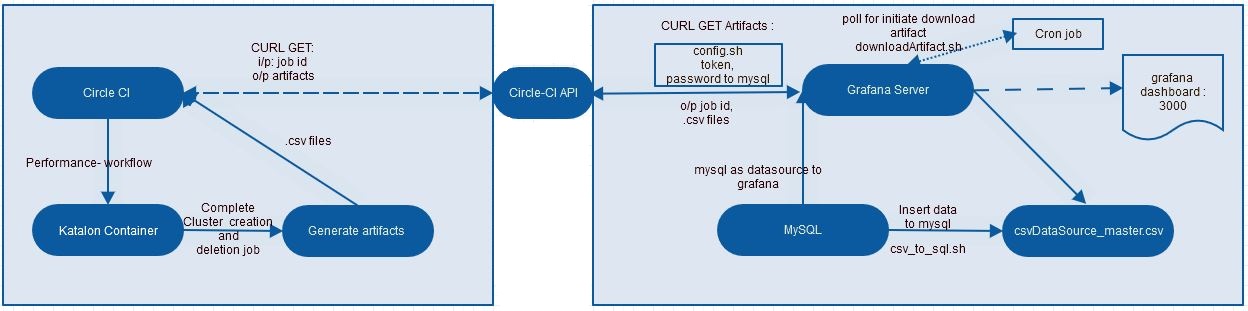 CURL GET:
i/p: job id
o/p artifacts
Circle CI
.csv files
Performance- workflow
Katalon Container
Complete
Cluster creation
and
deletion job
Generate artifacts
Circle-CI API
CURL GET Artifacts :
config.sh
token,
password to mysql
o/p job id,
.csv files
poll for initiate download
artifact
downloadArtifact.sh
Cron job
Grafana Server
grafana
dashboard :
3000
mysql as datasource to
grafana
MySQL
Insert data
to mysql
csv_to_sql.sh
csvDataSource_master.csv